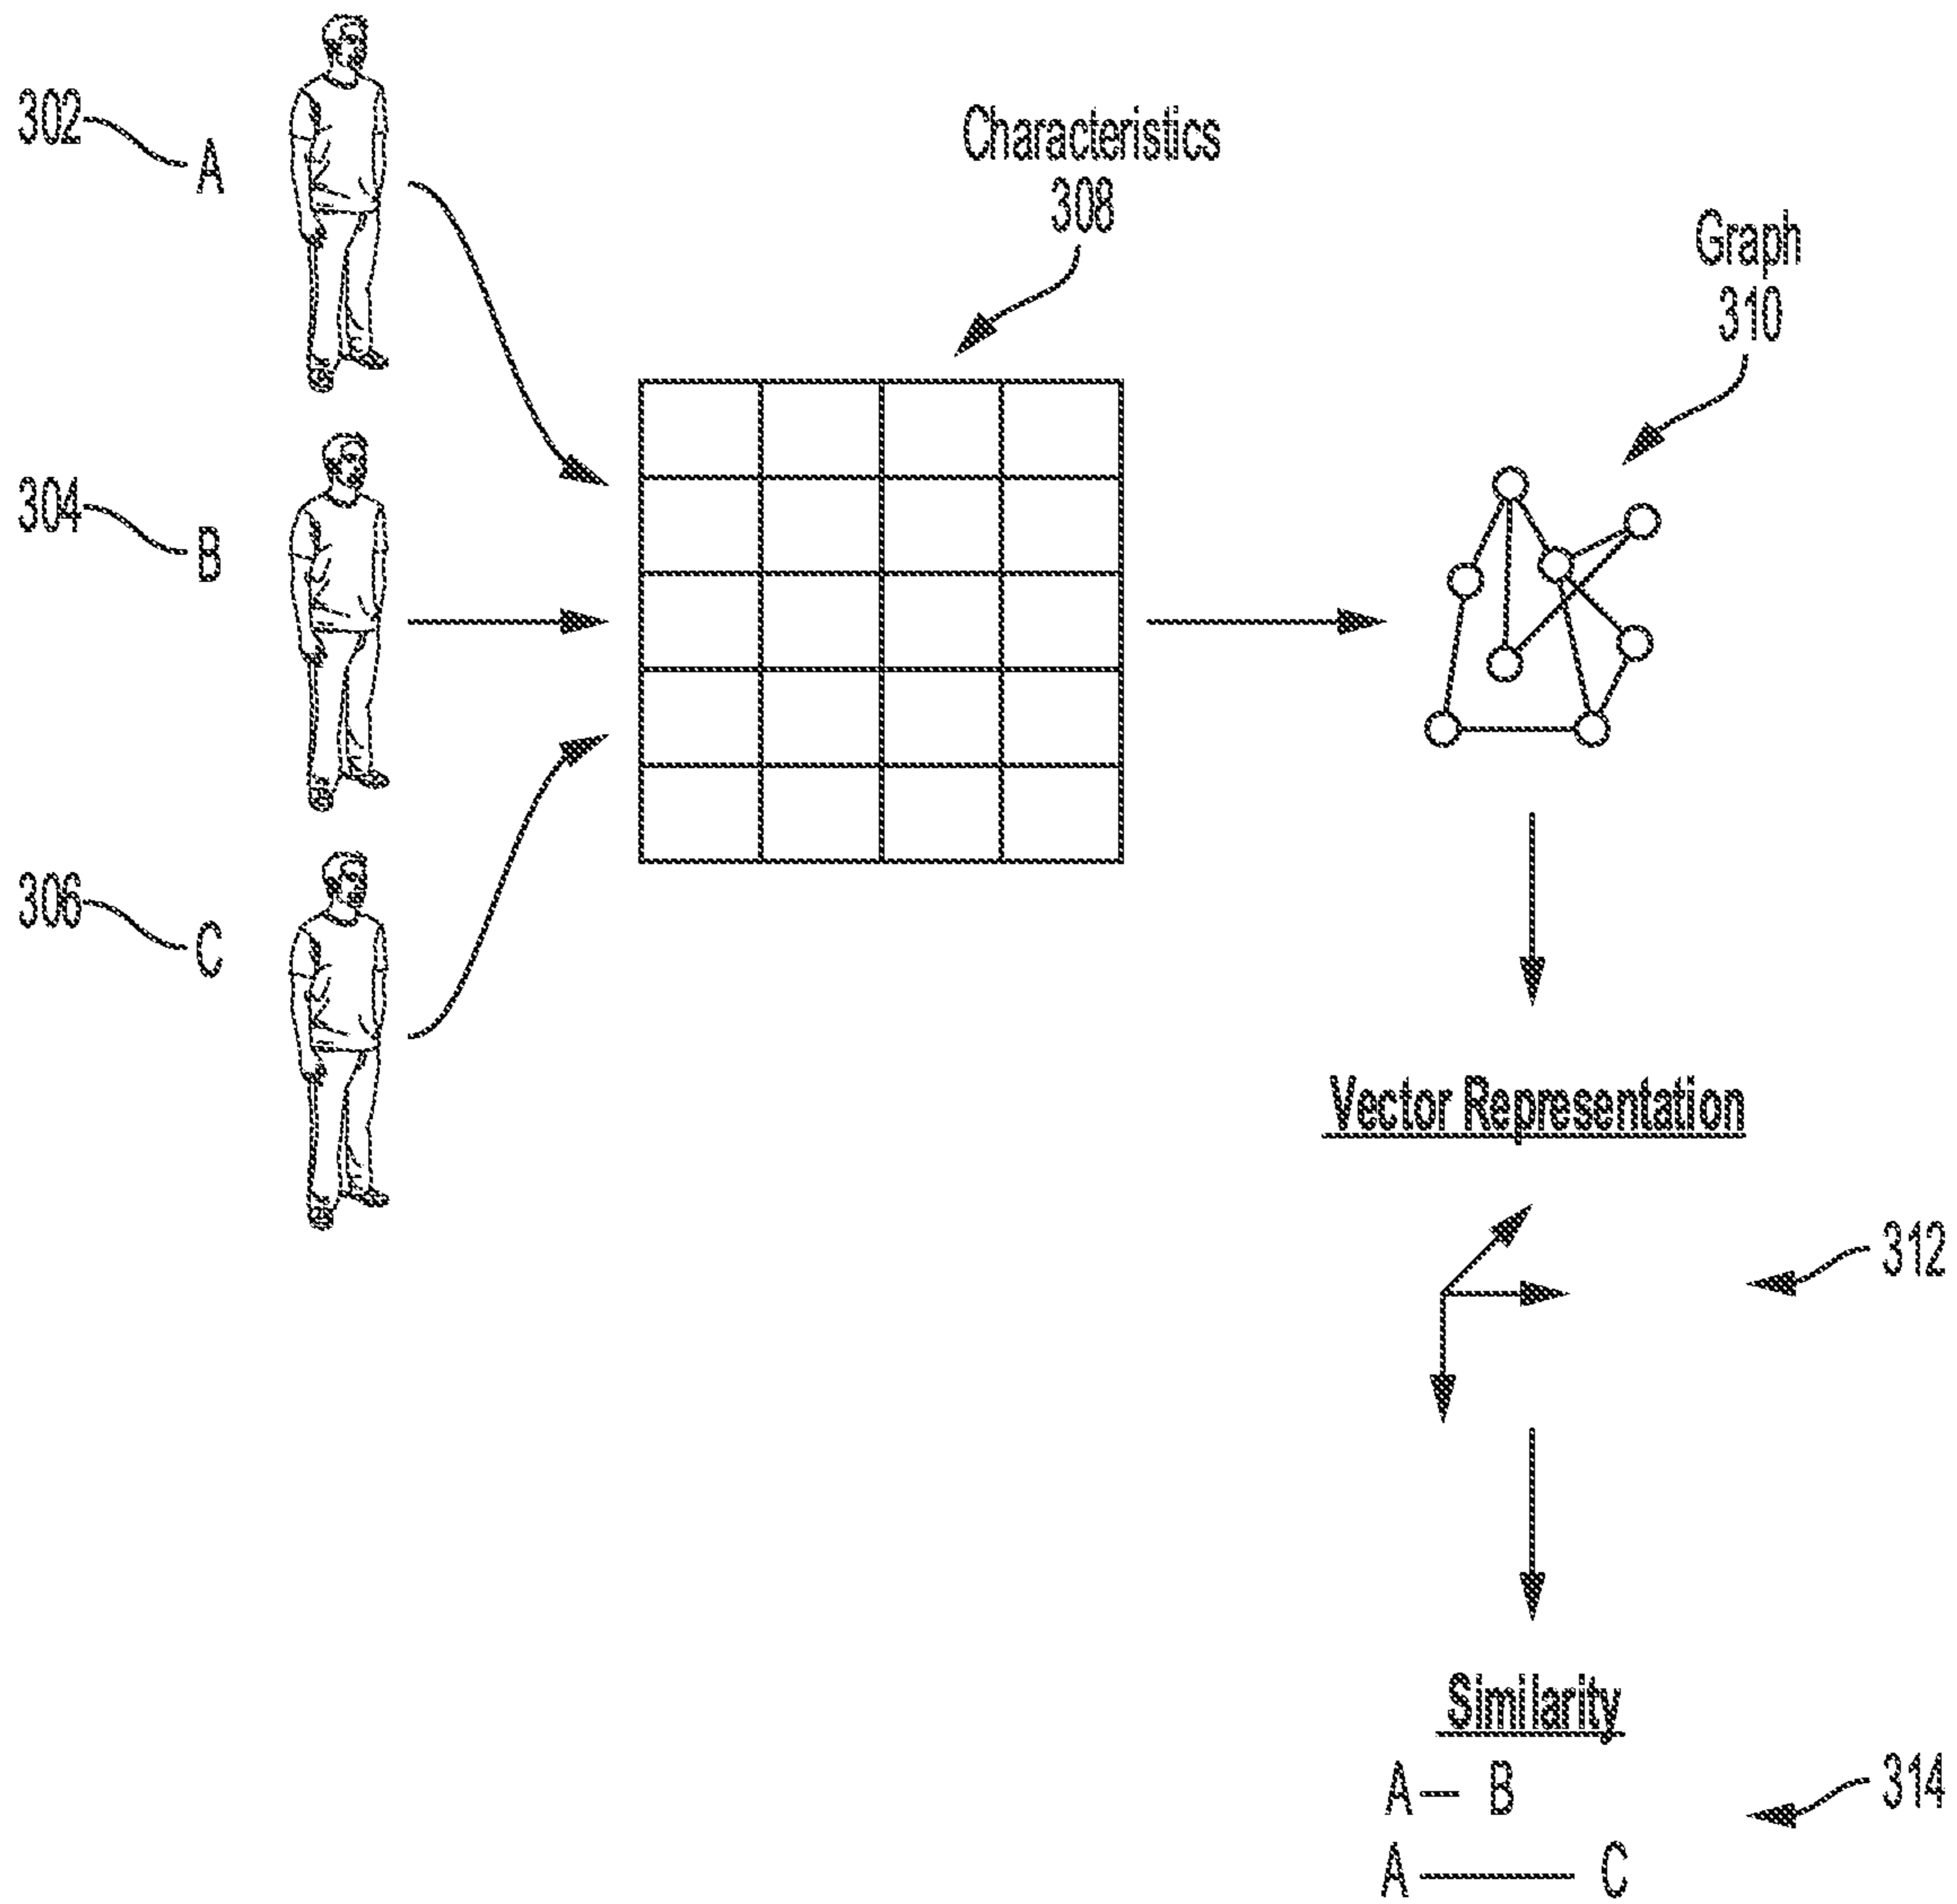 302
A
Characteristics
308
Graph
310
304
B
306
C
Vector Representation
312
Similarity
A — B
314
A —— C